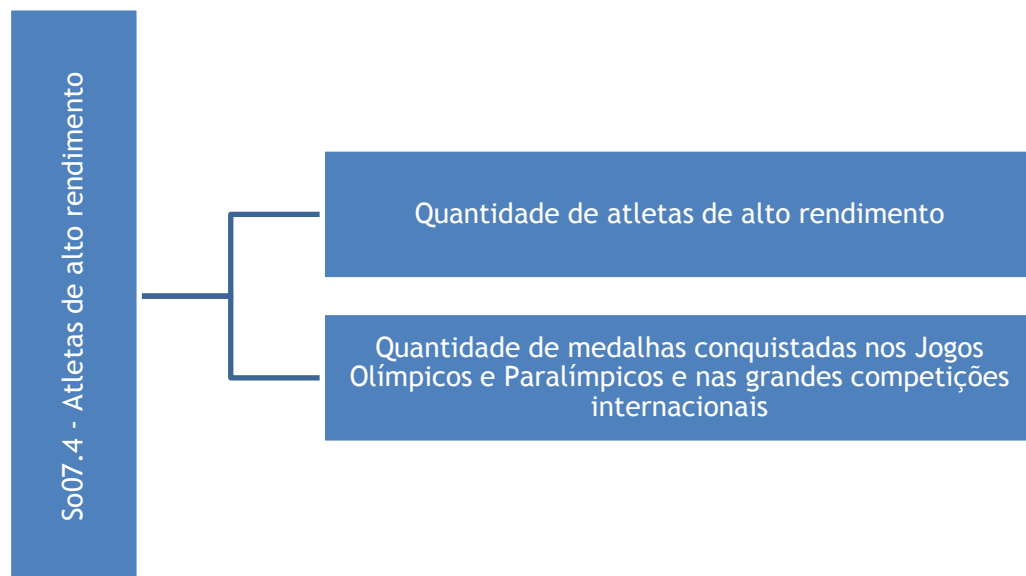 So07.4 - Atletas de alto rendimento
Quantidade de atletas de alto rendimento
Quantidade de medalhas conquistadas nos Jogos
Olímpicos e Paralímpicos e nas grandes competições
internacionais